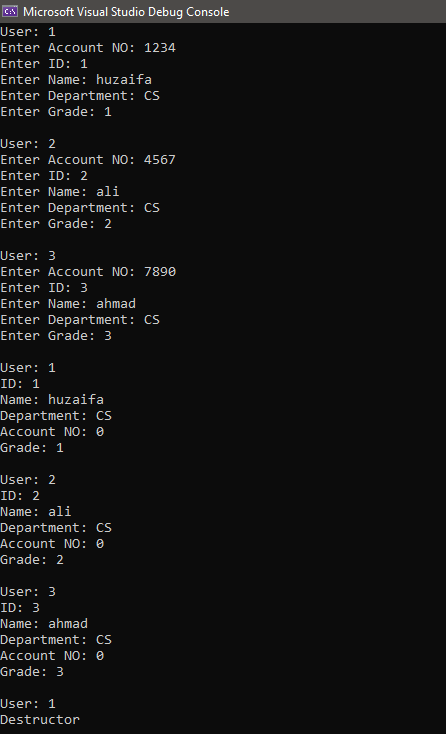 Microsoft Visual Studio Debug Console
User: 1
Enter Account NO: 1234
Enter ID: 1
Enter Name: huzaifa
Enter Department: CS
Enter Grade: 1
User: 2
Enter Account NO: 4567
Enter ID: 2
Enter Name: ali
Enter Department: CS
Enter Grade: 2
User: 3
Enter Account NO: 7890
Enter ID: 3
Enter Name: ahmad
Enter Department: CS
Enter Grade: 3
User: 1
ID: 1
Name: huzaifa
Department: CS
Account NO: 0
Grade: 1
User: 2
ID: 2
Name: ali
Department: CS
Account NO: 0
Grade: 2
User: 3
ID: 3
Name: ahmad
Department: CS
Account NO: 0
Grade: 3
User: 1
Destructor